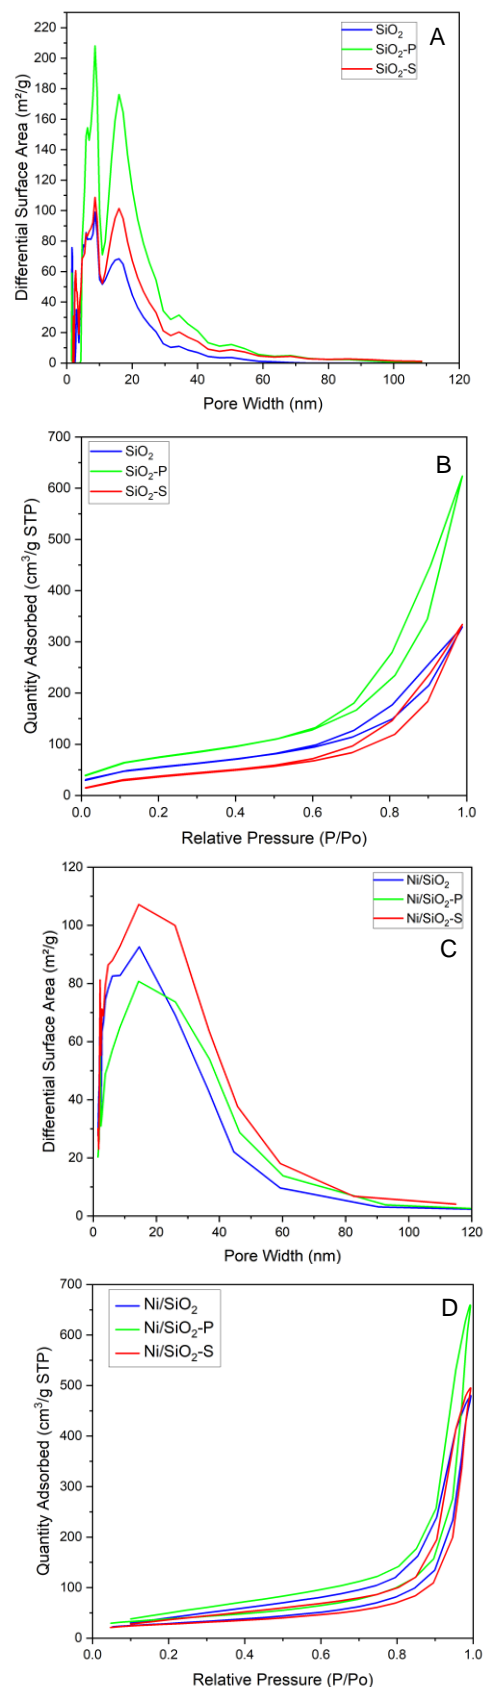 A
SiO₂
SiO₂-P
SiO₂-S
Differential Surface Area (m²/g)
230
220
200
180
160
140
120
100
80
60
40
20
0
0 20 40 60 80 100 120
Pore Width (nm)
B
SiO₂
SiO₂-P
SiO₂-S
Quantity Adsorbed (cm³/g STP)
700
600
500
400
300
200
100
0
0.0 0.2 0.4 0.6 0.8 1.0
Relative Pressure (P/Po)
Ni/SiO₂
Ni/SiO₂-P
Ni/SiO₂-S
C
Differential Surface Area (m²/g)
120
100
80
60
40
20
0
0 20 40 60 80 100 120
Pore Width (nm)
D
Ni/SiO₂
Ni/SiO₂-P
Ni/SiO₂-S
Quantity Adsorbed (cm³/g STP)
700
600
500
400
300
200
100
0
0.0 0.2 0.4 0.6 0.8 1.0
Relative Pressure (P/Po)